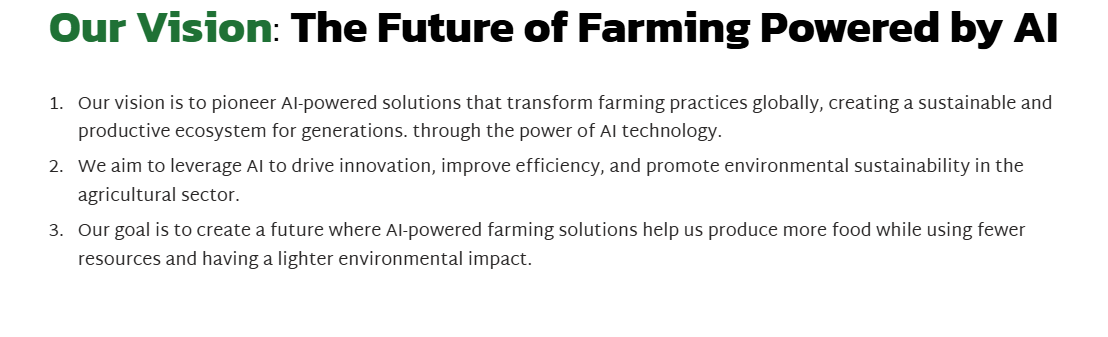 Our Vision: The Future of Farming Powered by AI
1. Our vision is to pioneer AI-powered solutions that transform farming practices globally, creating a sustainable and
productive ecosystem for generations. through the power of AI technology.
2. We aim to leverage AI to drive innovation, improve efficiency, and promote environmental sustainability in the
agricultural sector.
3. Our goal is to create a future where AI-powered farming solutions help us produce more food while using fewer
resources and having a lighter environmental impact.